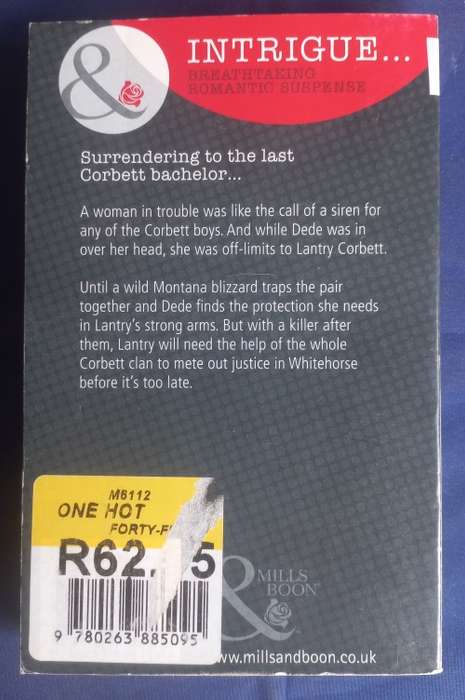 &
INTRIGUE...
BREATHTAKING
ROMANTIC SUSPENSE
Surrendering to the last
Corbett bachelor...
A woman in trouble was like the call of a siren for
any of the Corbett boys. And while Dede was in
over her head, she was off-limits to Lantry Corbett.
Until a wild Montana blizzard traps the pair
together and Dede finds the protection she needs
in Lantry's strong arms. But with a killer after
them, Lantry will need the help of the whole
Corbett clan to mete out justice in Whitehorse
before it's too late.
M6112
ONE HOT
R62. 5
9 780263 885095
&
MILLS
BOON
www.millsandboon.co.uk